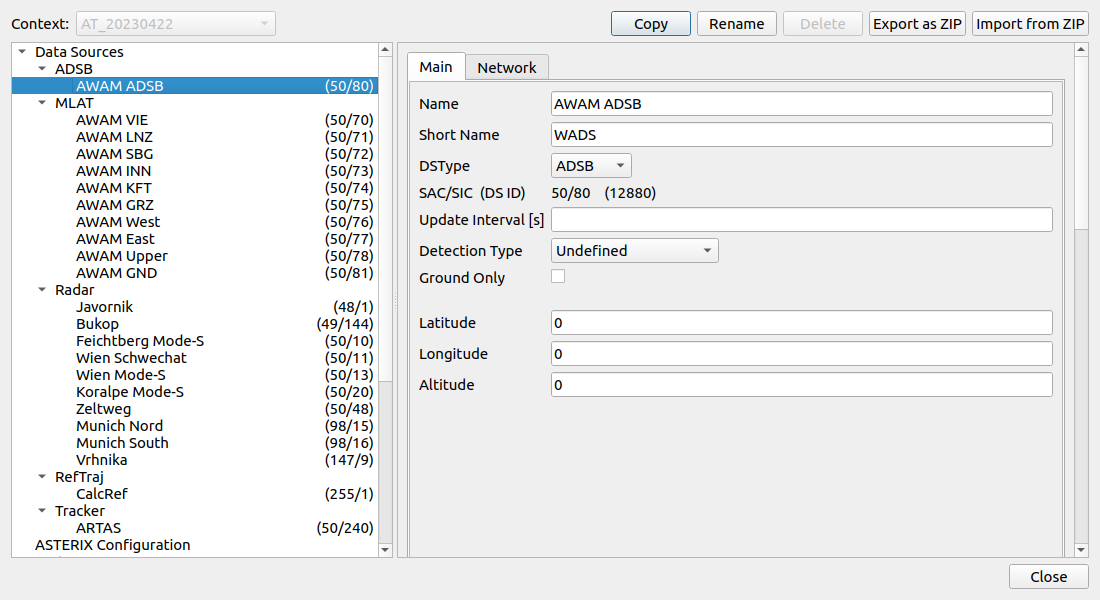 Context: AT_20230422 Copy Rename Delete Export as ZIP Import from ZIP
Data Sources
ADSB
AWAM ADSB (50/80)
MLAT
AWAM VIE (50/70)
AWAM LNZ (50/71)
AWAM SBG (50/72)
AWAM INN (50/73)
AWAM KFT (50/74)
AWAM GRZ (50/75)
AWAM West (50/76)
AWAM East (50/77)
AWAM Upper (50/78)
AWAM GND (50/81)
Radar
Javornik (48/1)
Bukop (49/144)
Feichtberg Mode-S (50/10)
Wien Schwechat (50/11)
Wien Mode-S (50/13)
Koralpe Mode-S (50/20)
Zeltweg (50/48)
Munich Nord (98/15)
Munich South (98/16)
Vrhnika (147/9)
RefTraj
CalcRef (255/1)
Tracker
ARTAS (50/240)
ASTERIX Configuration
Main Network
Name AWAM ADSB
Short Name WADS
DSType ADSB
SAC/SIC (DS ID) 50/80 (12880)
Update Interval [s]
Detection Type Undefined
Ground Only
Latitude 0
Longitude 0
Altitude 0
Close